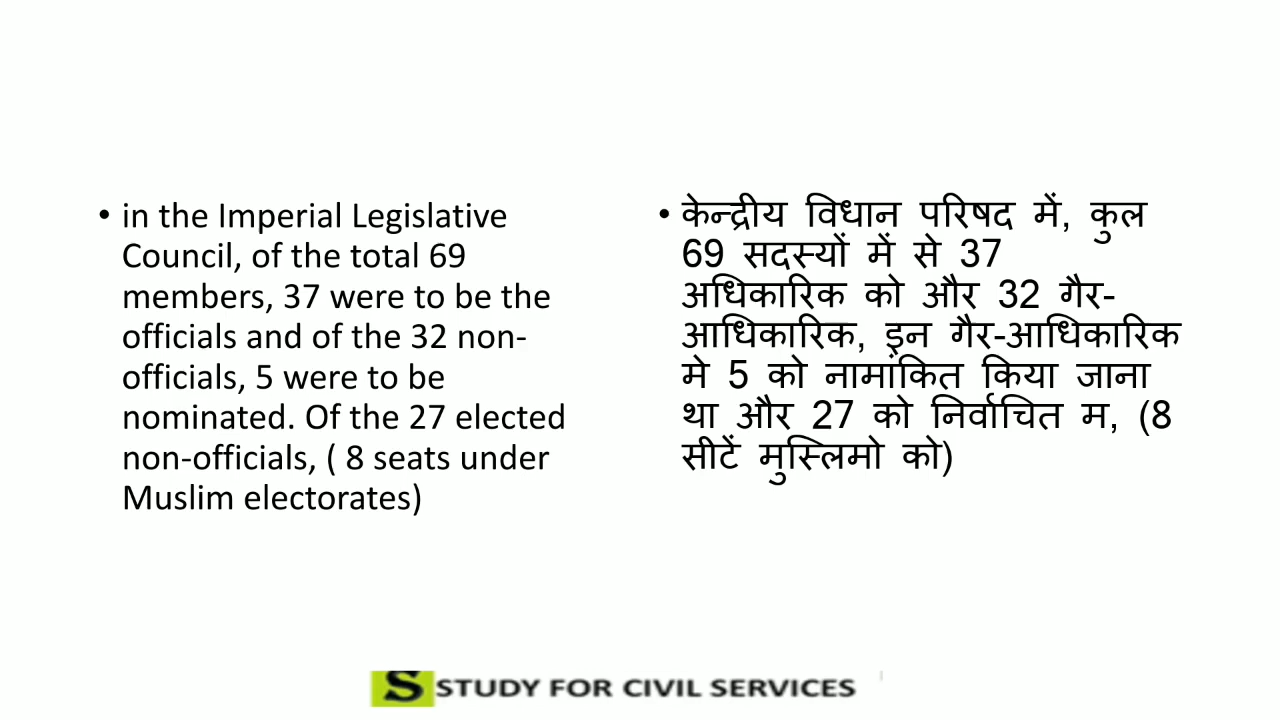 • in the Imperial Legislative
Council, of the total 69
members, 37 were to be the
officials and of the 32 non-
officials, 5 were to be
nominated. Of the 27 elected
non-officials, ( 8 seats under
Muslim electorates)
• केन्द्रीय विधान परिषद में, कुल
69 सदस्यों में से 37
अधिकारिक को और 32 गैर-
आधिकारिक, इन गैर-आधिकारिक
मे 5 को नामांकित किया जाना
था और 27 को निर्वाचित म, (8
सीटें मुस्लिमो को)
S STUDY FOR CIVIL SERVICES